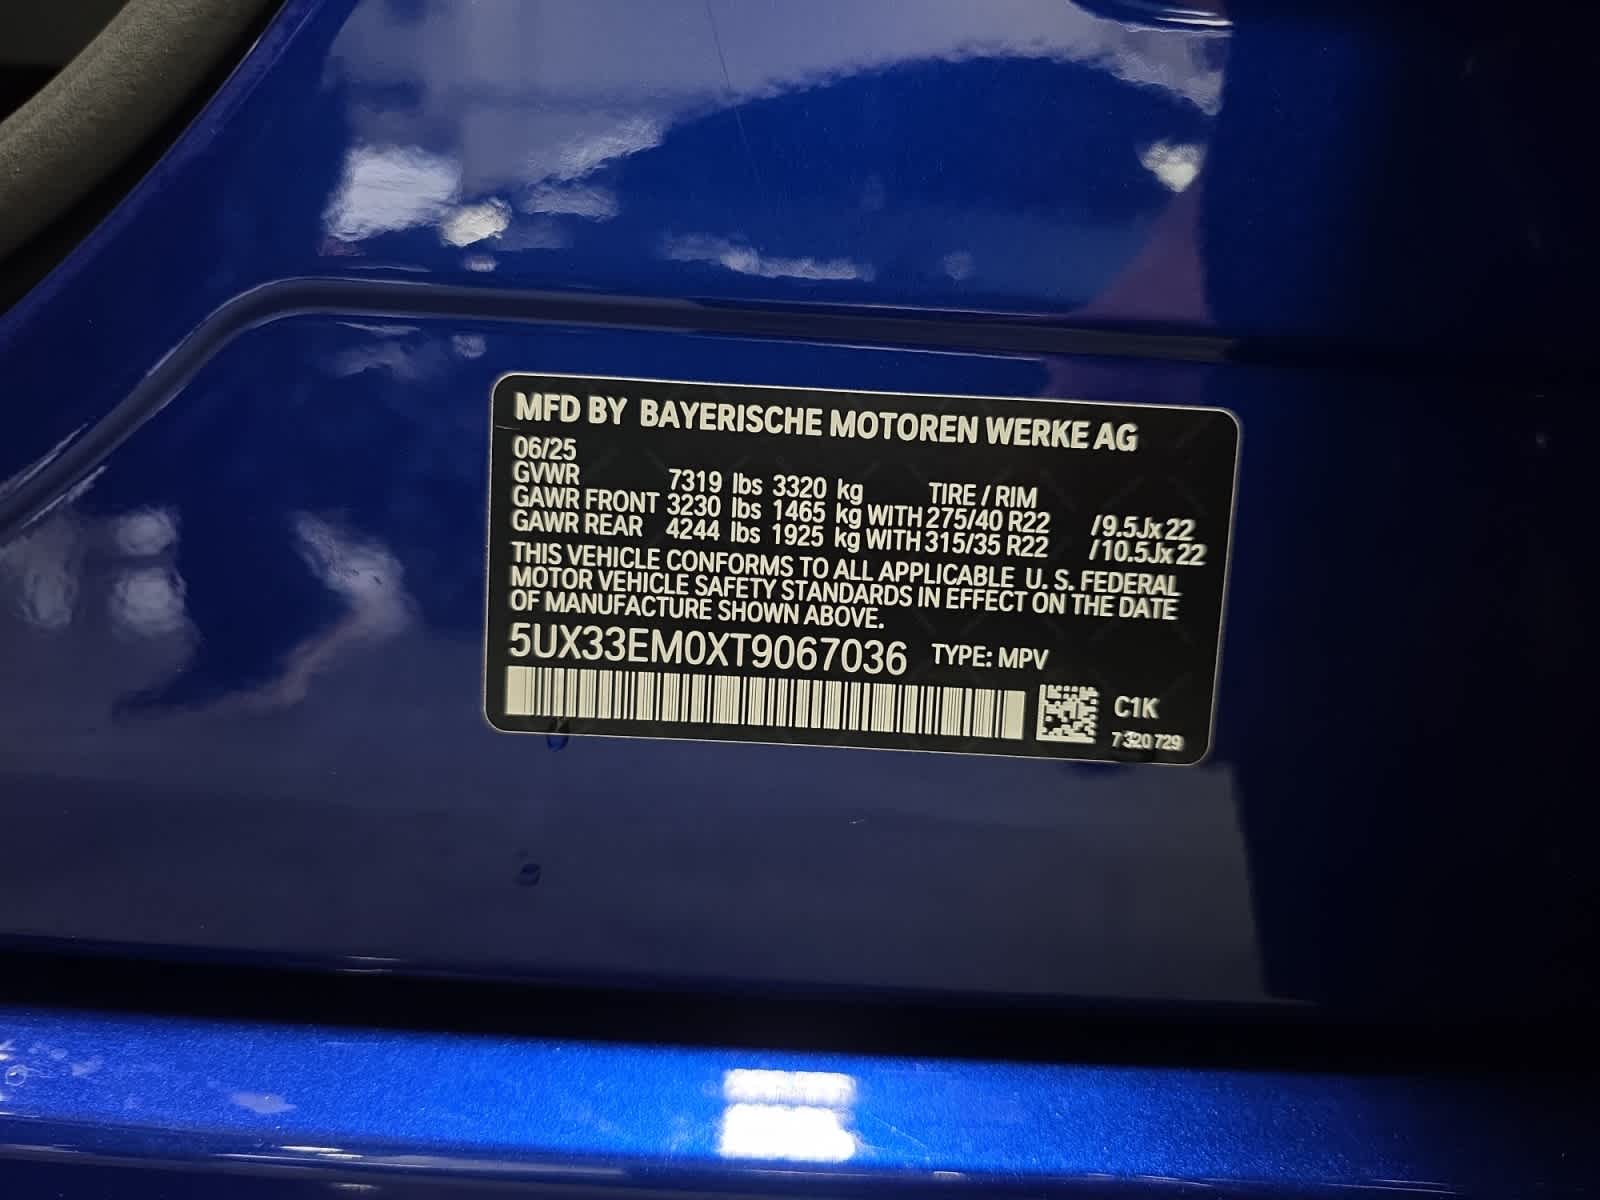 MFD BY BAYERISCHE MOTOREN WERKE AG
06/25
GVWR 7319 lbs 3320 kg TIRE / RIM
GAWR FRONT 3230 lbs 1465 kg WITH 275/40 R22 /9.5Jx22
GAWR REAR 4244 lbs 1925 kg WITH 315/35 R22 /10.5Jx22
THIS VEHICLE CONFORMS TO ALL APPLICABLE U. S. FEDERAL
MOTOR VEHICLE SAFETY STANDARDS IN EFFECT ON THE DATE
OF MANUFACTURE SHOWN ABOVE.
5UX33EM0XT9067036 TYPE: MPV
C1K
7 320 729